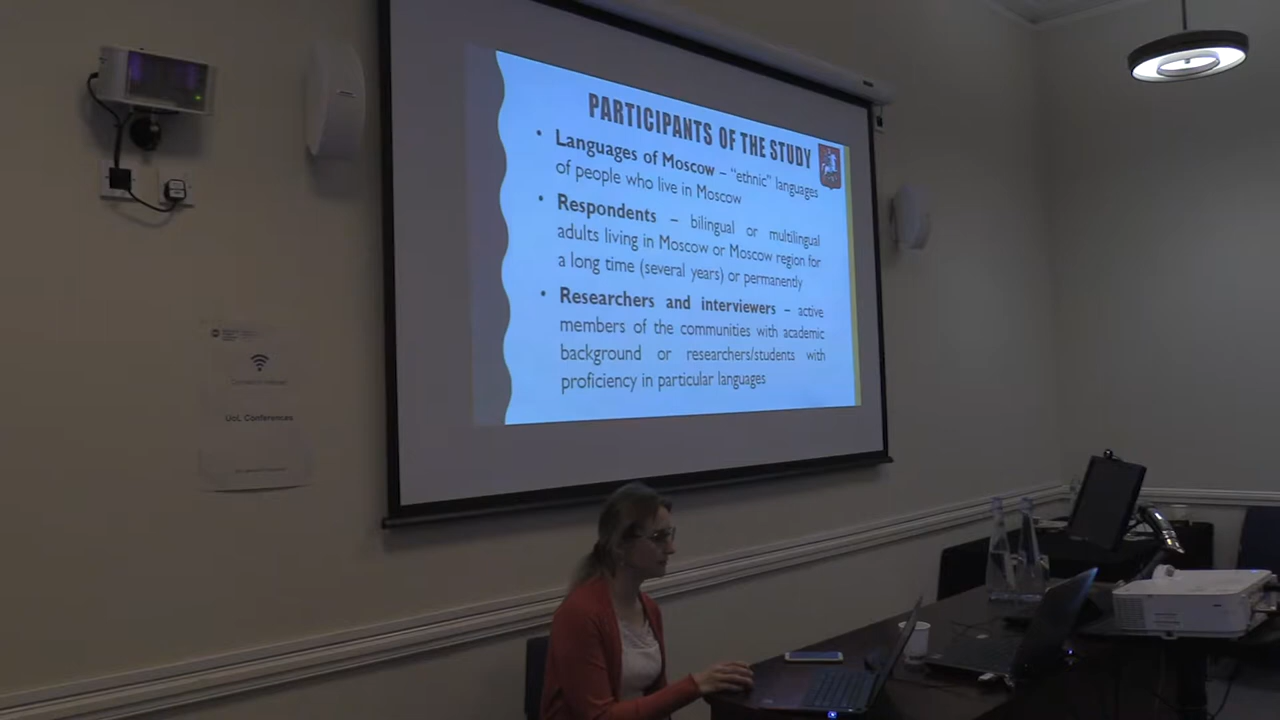 PARTICIPANTS OF THE STUDY
• Languages of Moscow – “ethnic” languages
of people who live in Moscow
• Respondents – bilingual or multilingual
adults living in Moscow or Moscow region for
a long time (several years) or permanently
• Researchers and interviewers – active
members of the communities with academic
background or researchers/students with
proficiency in particular languages
UoL Conferences